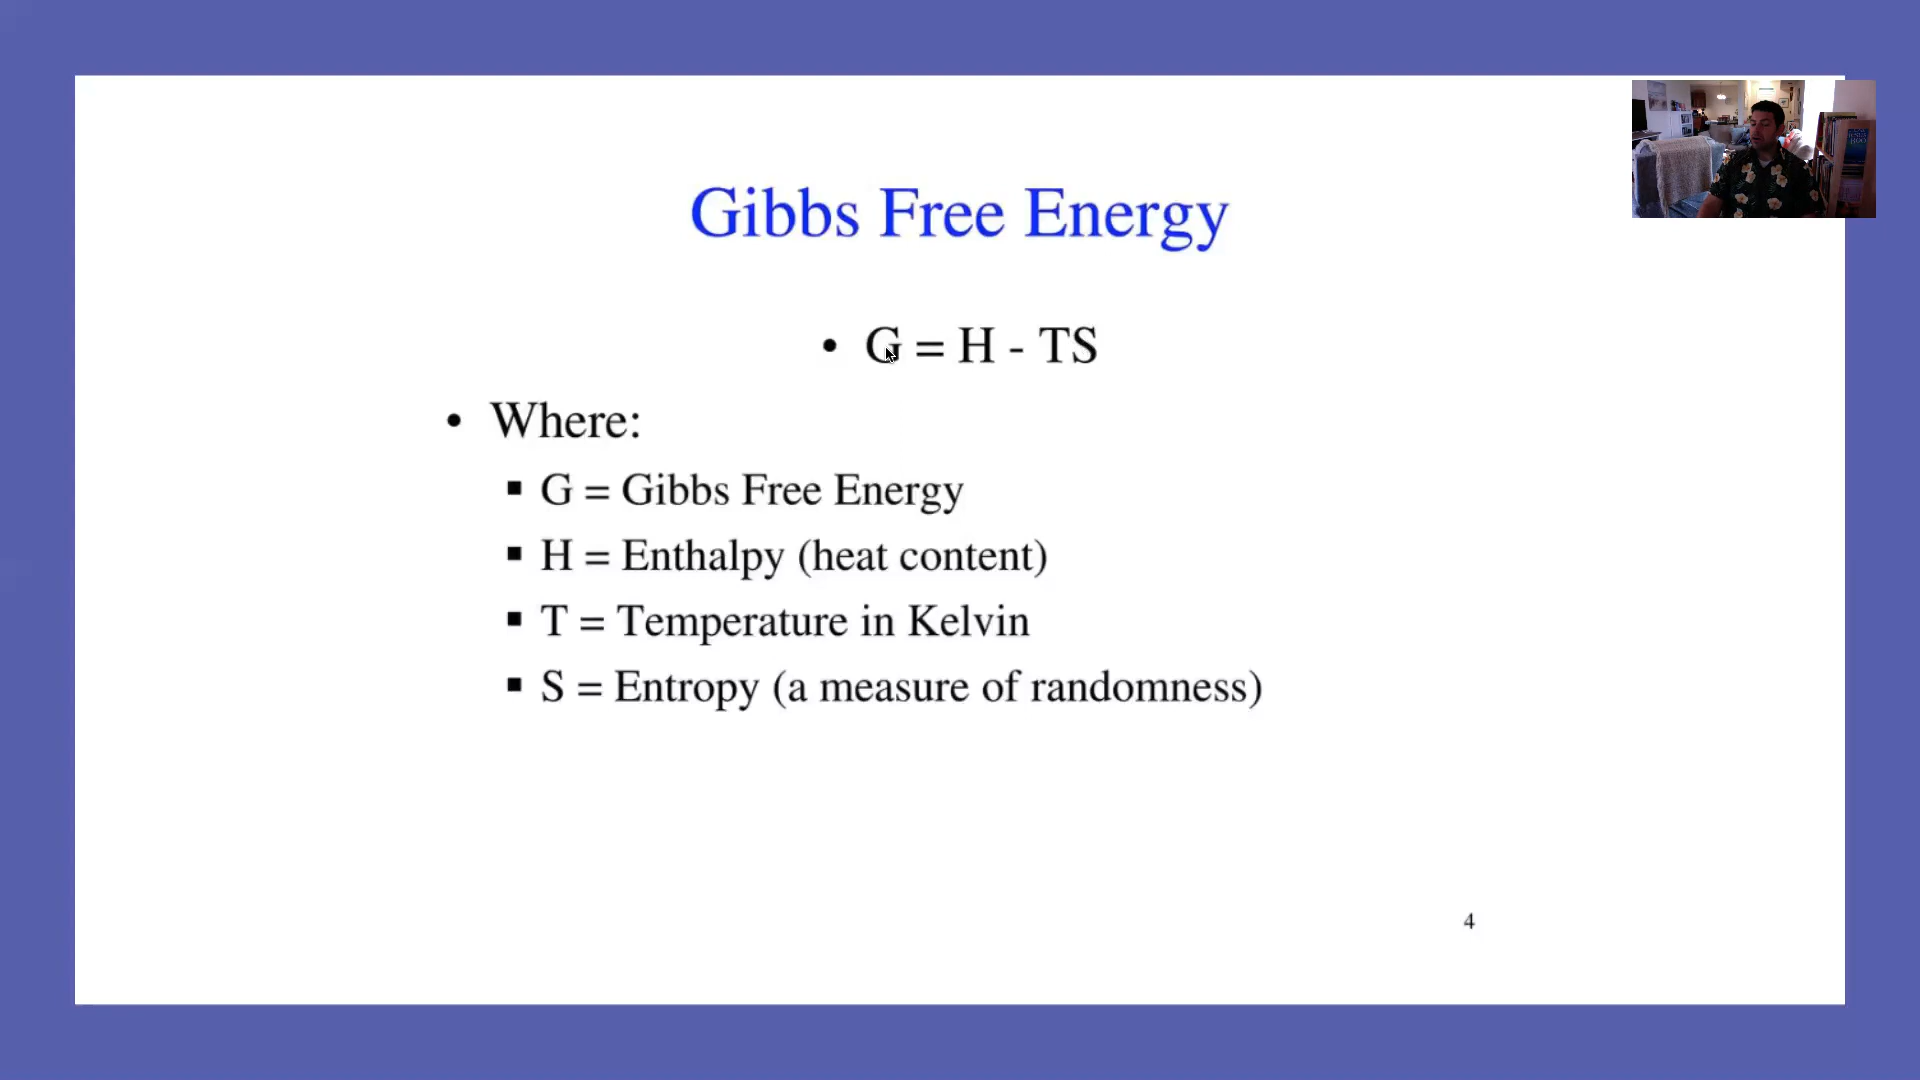 Gibbs Free Energy
• G = H - TS
• Where:
▪ G = Gibbs Free Energy
▪ H = Enthalpy (heat content)
▪ T = Temperature in Kelvin
▪ S = Entropy (a measure of randomness)
4